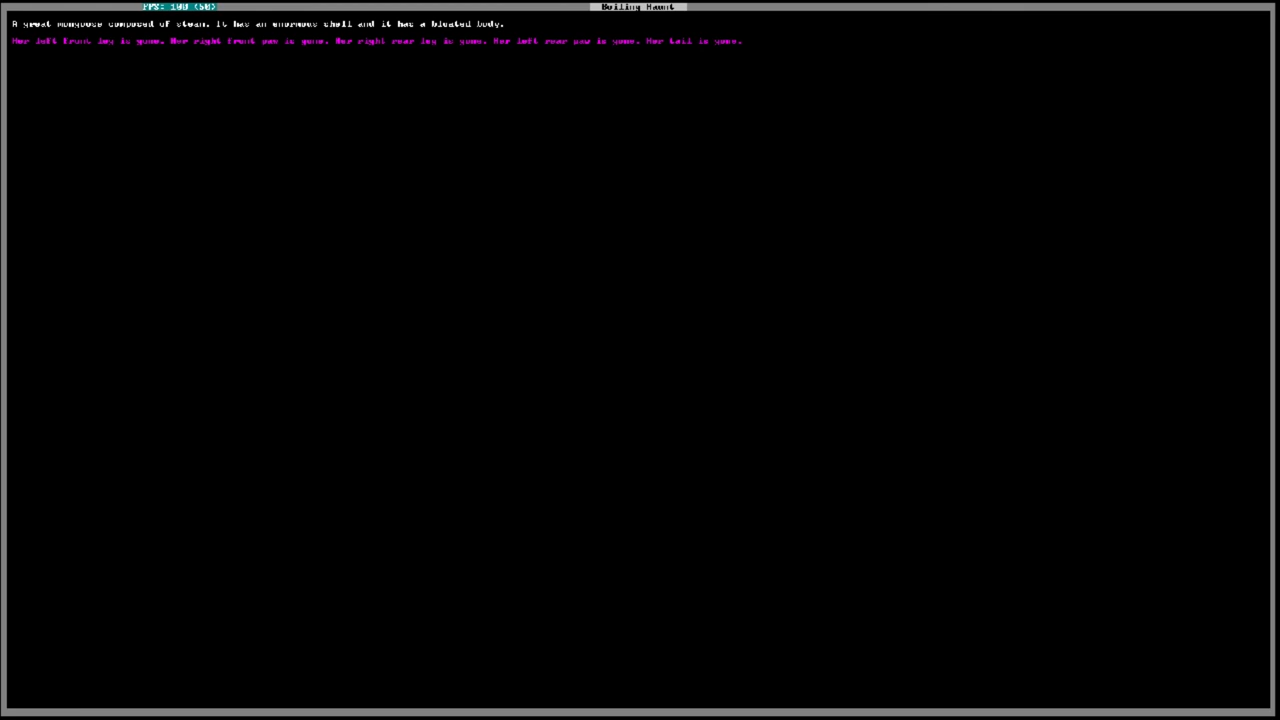 FPS: 100 (50)
Boiling Haunt
A great mongoose composed of steam. It has an enormous shell and it has a bloated body.
Her left front leg is gone. Her right front paw is gone. Her right rear leg is gone. Her left rear paw is gone. Her tail is gone.